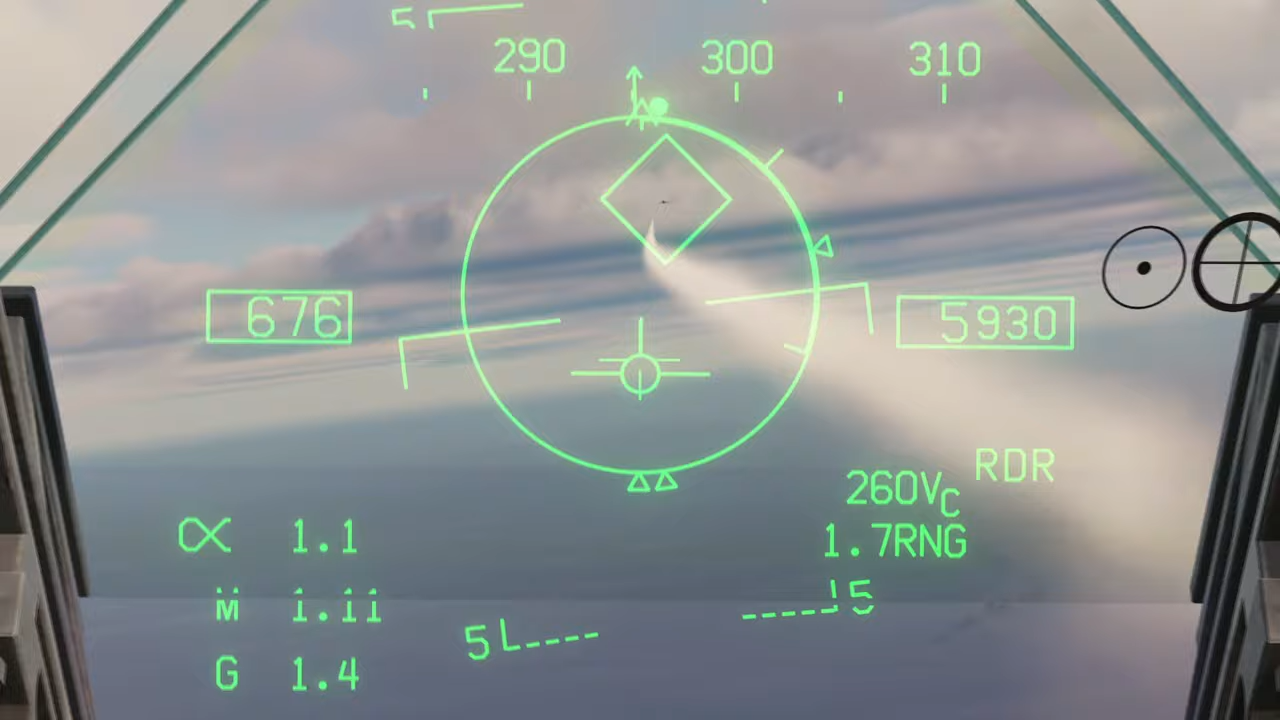 5
290 300 310
676 5930
RDR
260VC
1.7RNG
α 1.1
M 1.11
G 1.4
5 5